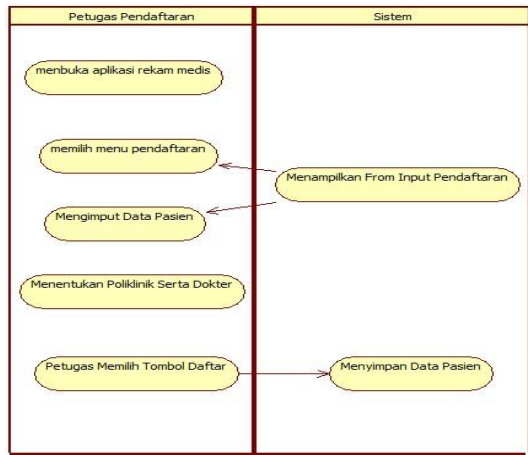 Petugas Pendaftaran
Sistem
menbuka aplikasi rekam medis
memilih menu pendaftaran
Menampilkan From Input Pendaftaran
Mengimput Data Pasien
Menentukan Poliklinik Serta Dokter
Petugas Memilih Tombol Daftar
Menyimpan Data Pasien